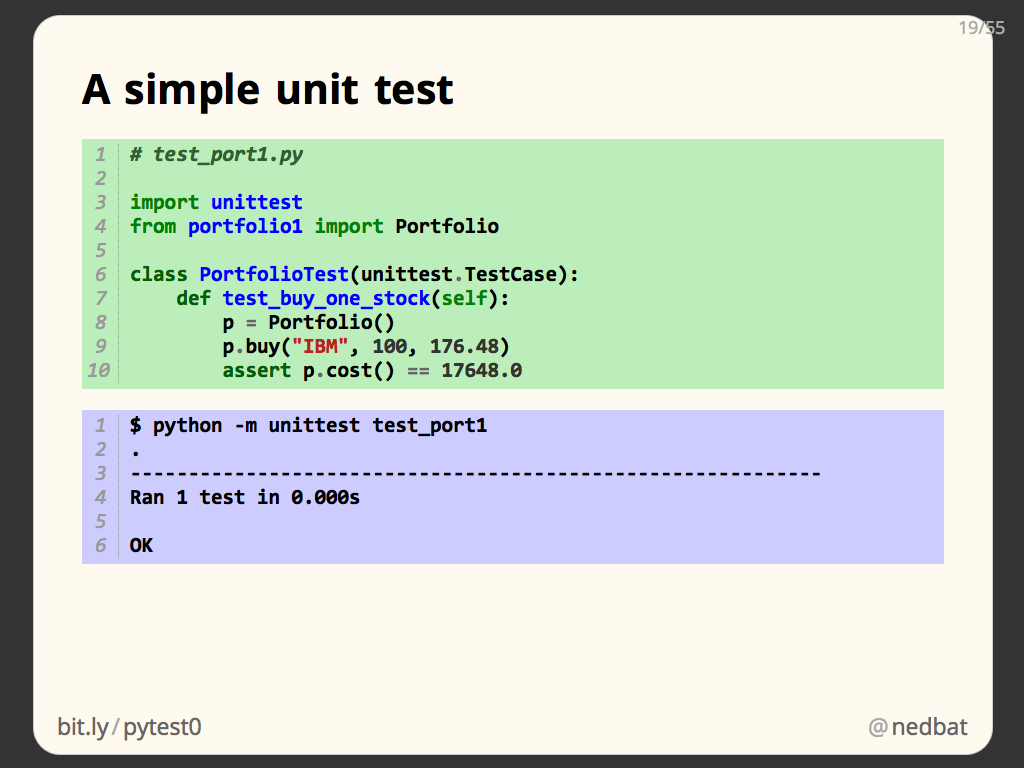 19/55
A simple unit test
1 # test_port1.py
2
3 import unittest
4 from portfolio1 import Portfolio
5
6 class PortfolioTest(unittest.TestCase):
7     def test_buy_one_stock(self):
8         p = Portfolio()
9         p.buy("IBM", 100, 176.48)
10         assert p.cost() == 17648.0
1 $ python -m unittest test_port1
2 .
3 ------------------------------------------------------------
4 Ran 1 test in 0.000s
5
6 OK
bit.ly/pytest0
@nedbat